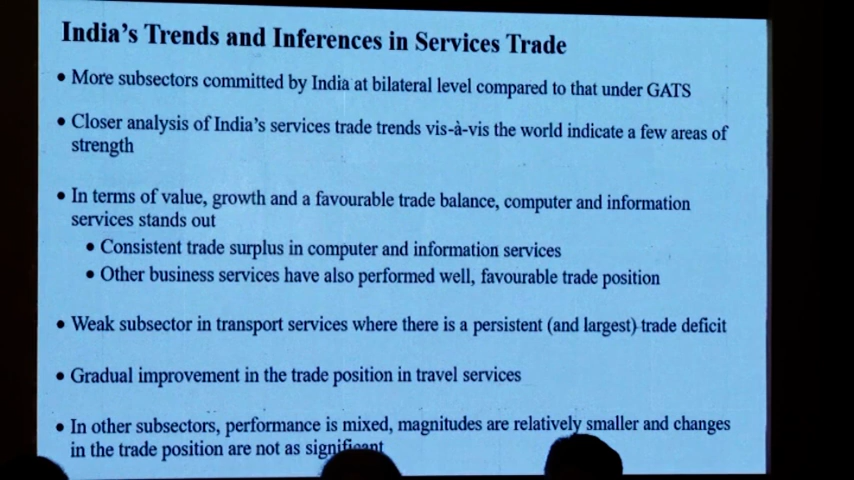 India's Trends and Inferences in Services Trade
• More subsectors committed by India at bilateral level compared to that under GATS
• Closer analysis of India's services trade trends vis-à-vis the world indicate a few areas of
strength
• In terms of value, growth and a favourable trade balance, computer and information
services stands out
• Consistent trade surplus in computer and information services
• Other business services have also performed well, favourable trade position
• Weak subsector in transport services where there is a persistent (and largest) trade deficit
• Gradual improvement in the trade position in travel services
• In other subsectors, performance is mixed, magnitudes are relatively smaller and changes
in the trade position are not as significant